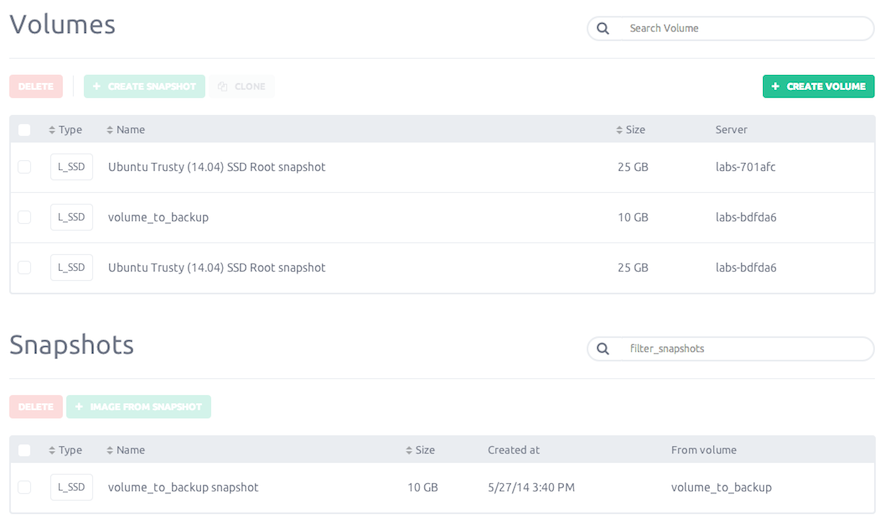 Volumes
Search Volume
DELETE + CREATE SNAPSHOT CLONE + CREATE VOLUME
Type Name Size Server
L_SSD Ubuntu Trusty (14.04) SSD Root snapshot 25 GB labs-701afc
L_SSD volume_to_backup 10 GB labs-bdfda6
L_SSD Ubuntu Trusty (14.04) SSD Root snapshot 25 GB labs-bdfda6
Snapshots
filter_snapshots
DELETE + IMAGE FROM SNAPSHOT
Type Name Size Created at From volume
L_SSD volume_to_backup snapshot 10 GB 5/27/14 3:40 PM volume_to_backup